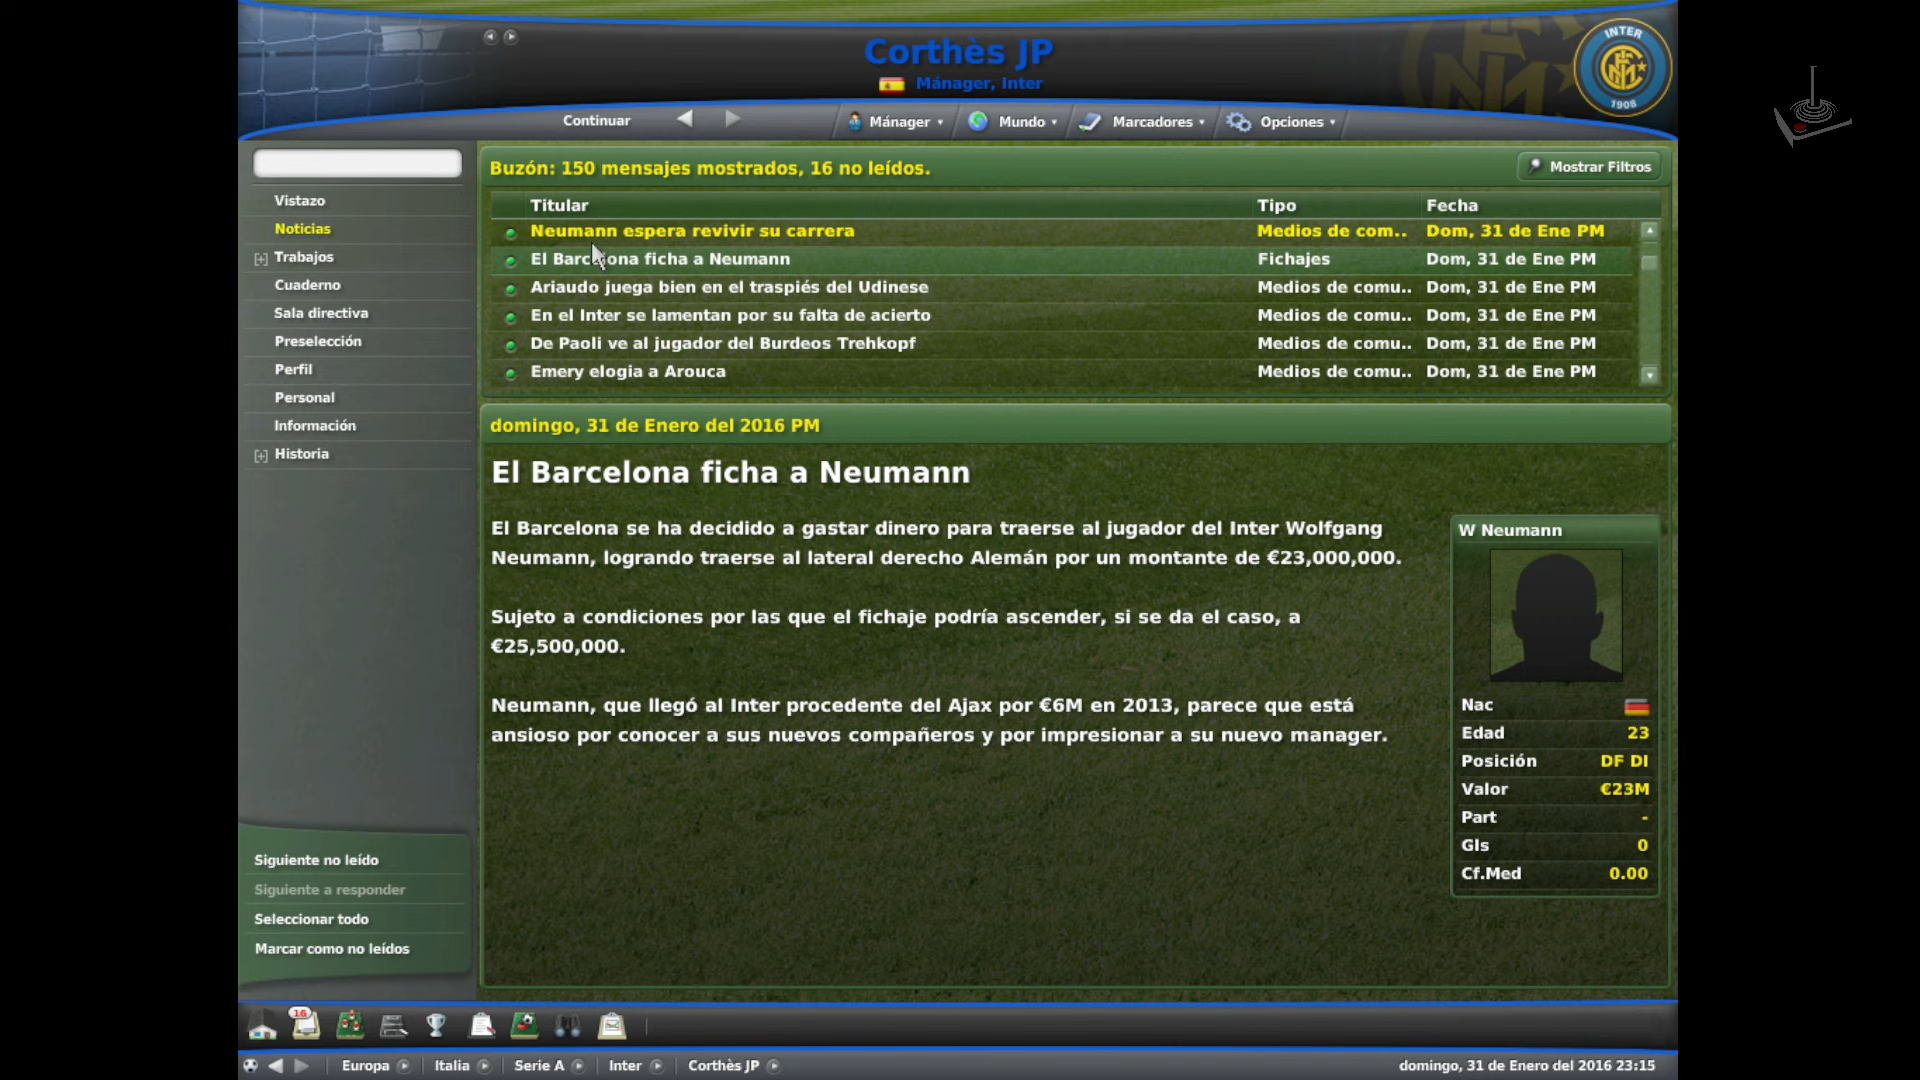 Corthès JP
Mánager, Inter
INTER
1908
Continuar
Mánager
Mundo
Marcadores
Opciones
Vistazo
Noticias
[+] Trabajos
Cuaderno
Sala directiva
Preselección
Perfil
Personal
Información
[+] Historia
Buzón: 150 mensajes mostrados, 16 no leídos.
Mostrar Filtros
Titular Tipo Fecha
Neumann espera revivir su carrera Medios de com.. Dom, 31 de Ene PM
El Barcelona ficha a Neumann Fichajes Dom, 31 de Ene PM
Ariaudo juega bien en el traspiés del Udinese Medios de comu.. Dom, 31 de Ene PM
En el Inter se lamentan por su falta de acierto Medios de comu.. Dom, 31 de Ene PM
De Paoli ve al jugador del Burdeos Trehkopf Medios de comu.. Dom, 31 de Ene PM
Emery elogia a Arouca Medios de comu.. Dom, 31 de Ene PM
domingo, 31 de Enero del 2016 PM
El Barcelona ficha a Neumann
El Barcelona se ha decidido a gastar dinero para traerse al jugador del Inter Wolfgang
Neumann, logrando traerse al lateral derecho Alemán por un montante de €23,000,000.
Sujeto a condiciones por las que el fichaje podría ascender, si se da el caso, a
€25,500,000.
Neumann, que llegó al Inter procedente del Ajax por €6M en 2013, parece que está
ansioso por conocer a sus nuevos compañeros y por impresionar a su nuevo manager.
W Neumann
Nac
Edad 23
Posición DF DI
Valor €23M
Part -
Gls 0
Cf.Med 0.00
Siguiente no leído
Siguiente a responder
Seleccionar todo
Marcar como no leídos
16
Europa
Italia
Serie A
Inter
Corthès JP
domingo, 31 de Enero del 2016 23:15